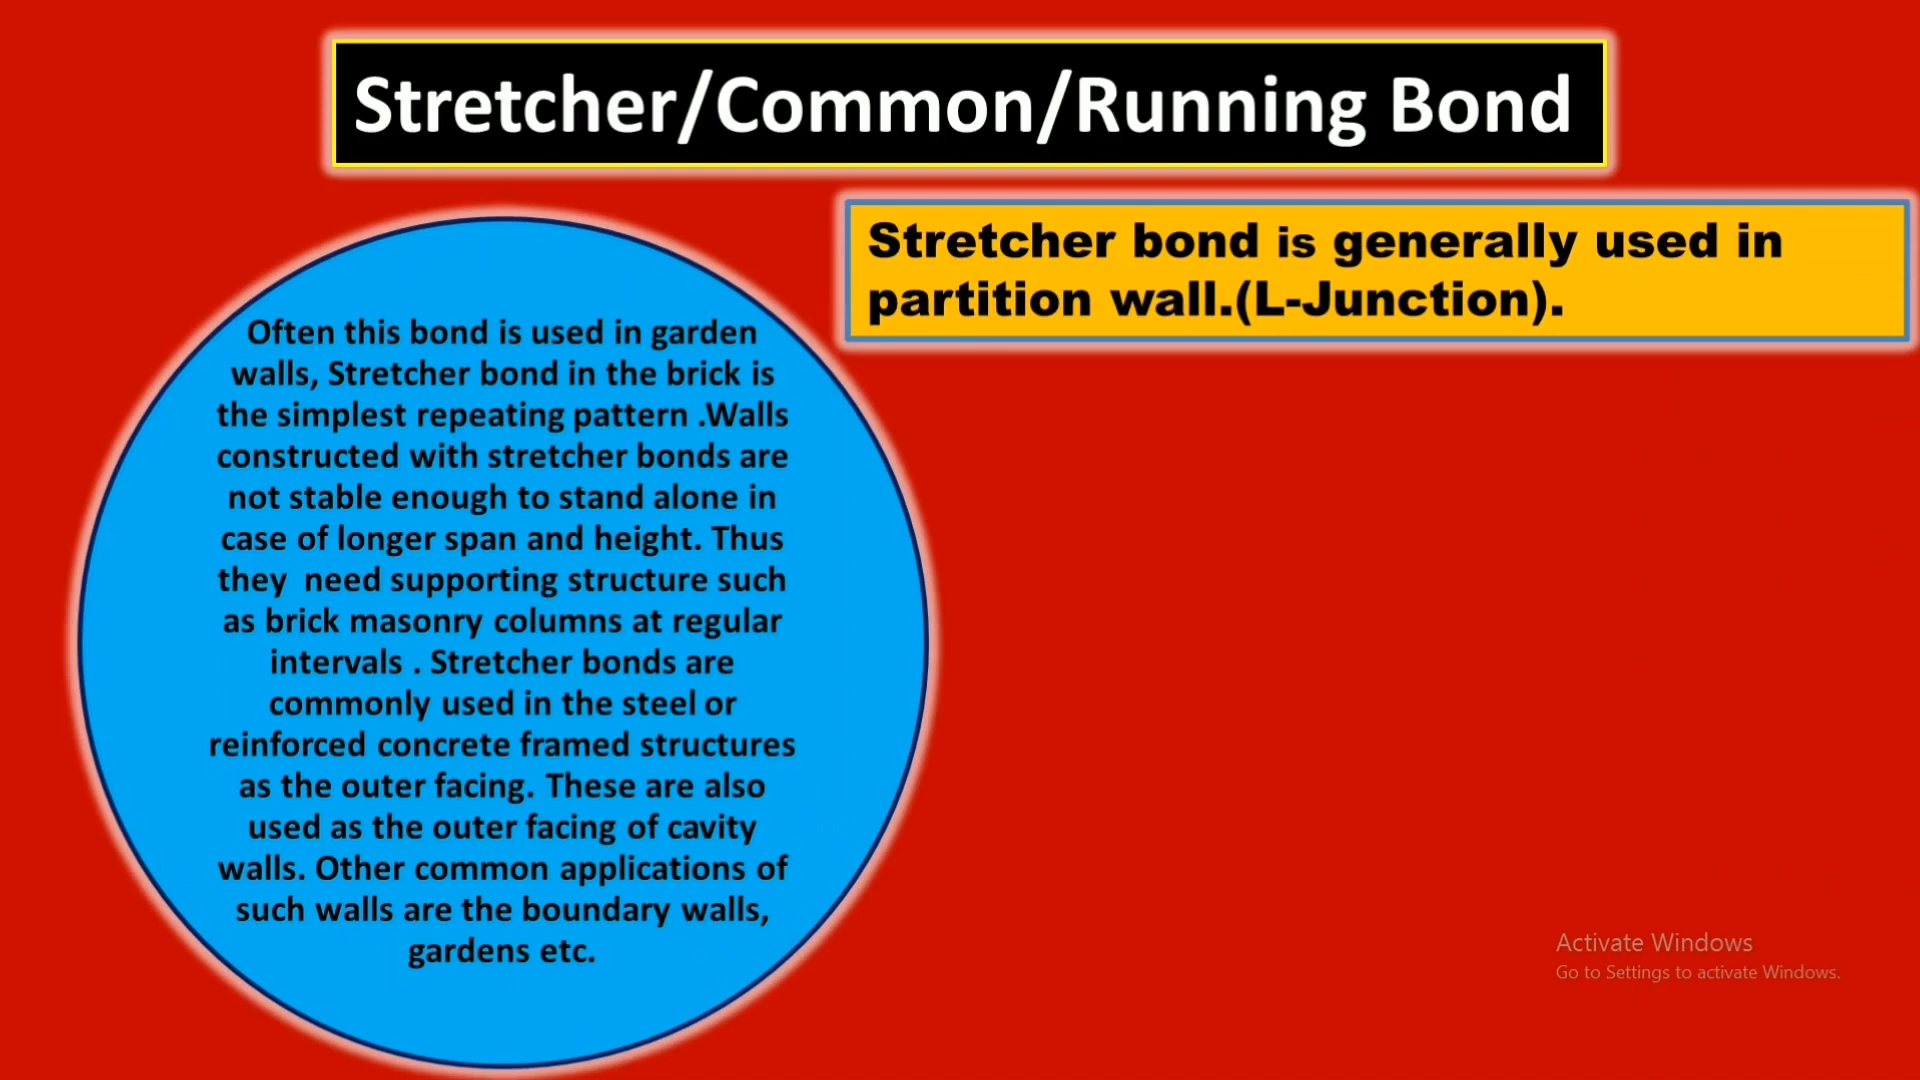 Stretcher/Common/Running Bond
Stretcher bond is generally used in
partition wall.(L-Junction).
Often this bond is used in garden
walls, Stretcher bond in the brick is
the simplest repeating pattern .Walls
constructed with stretcher bonds are
not stable enough to stand alone in
case of longer span and height. Thus
they  need supporting structure such
as brick masonry columns at regular
intervals . Stretcher bonds are
commonly used in the steel or
reinforced concrete framed structures
as the outer facing. These are also
used as the outer facing of cavity
walls. Other common applications of
such walls are the boundary walls,
gardens etc.
Activate Windows
Go to Settings to activate Windows.